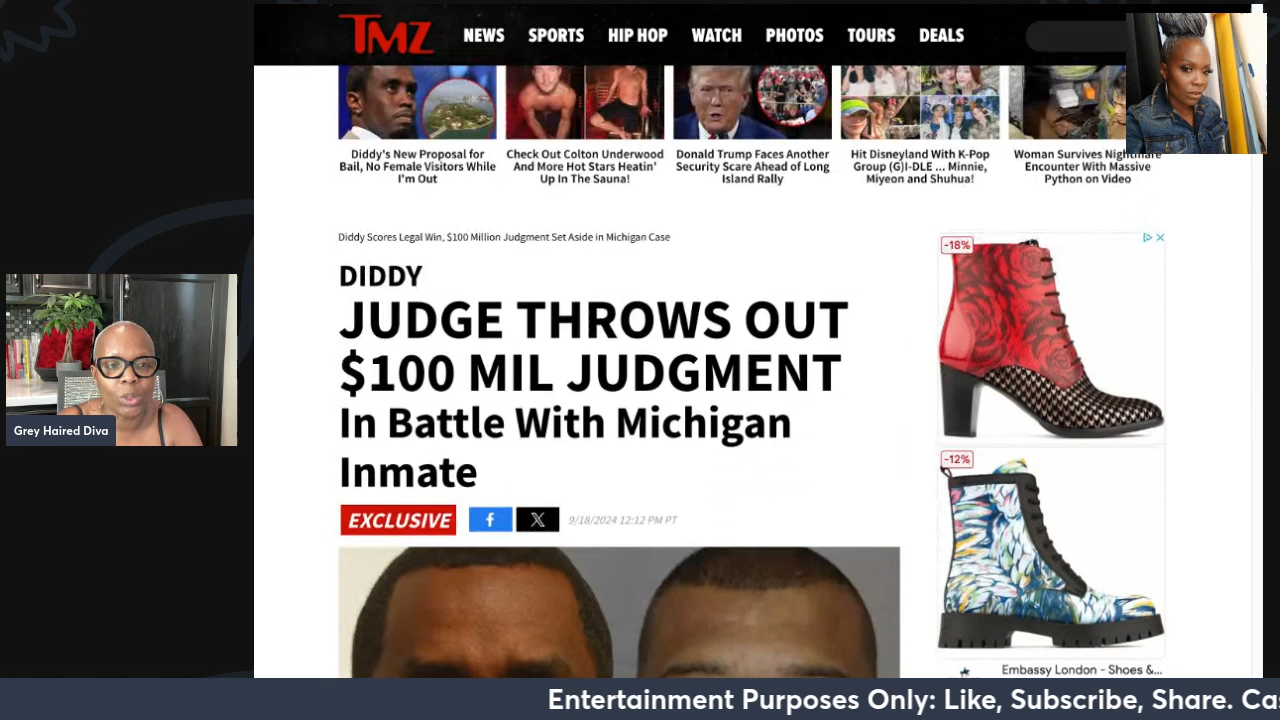 TMZ
NEWS SPORTS HIP HOP WATCH PHOTOS TOURS DEALS
Diddy's New Proposal for
Bail, No Female Visitors While
I'm Out
Check Out Colton Underwood
And More Hot Stars Heatin'
Up In The Sauna!
Donald Trump Faces Another
Security Scare Ahead of Long
Island Rally
Hit Disneyland With K-Pop
Group (G)I-DLE ... Minnie,
Miyeon and Shuhua!
Woman Survives Nightmare
Encounter With Massive
Python on Video
Diddy Scores Legal Win, $100 Million Judgment Set Aside in Michigan Case
DIDDY
JUDGE THROWS OUT
$100 MIL JUDGMENT
In Battle With Michigan
Inmate
EXCLUSIVE
f X
9/18/2024 12:12 PM PT
-18%
-12%
Embassy London - Shoes &...
Grey Haired Diva
Entertainment Purposes Only: Like, Subscribe, Share. Ca